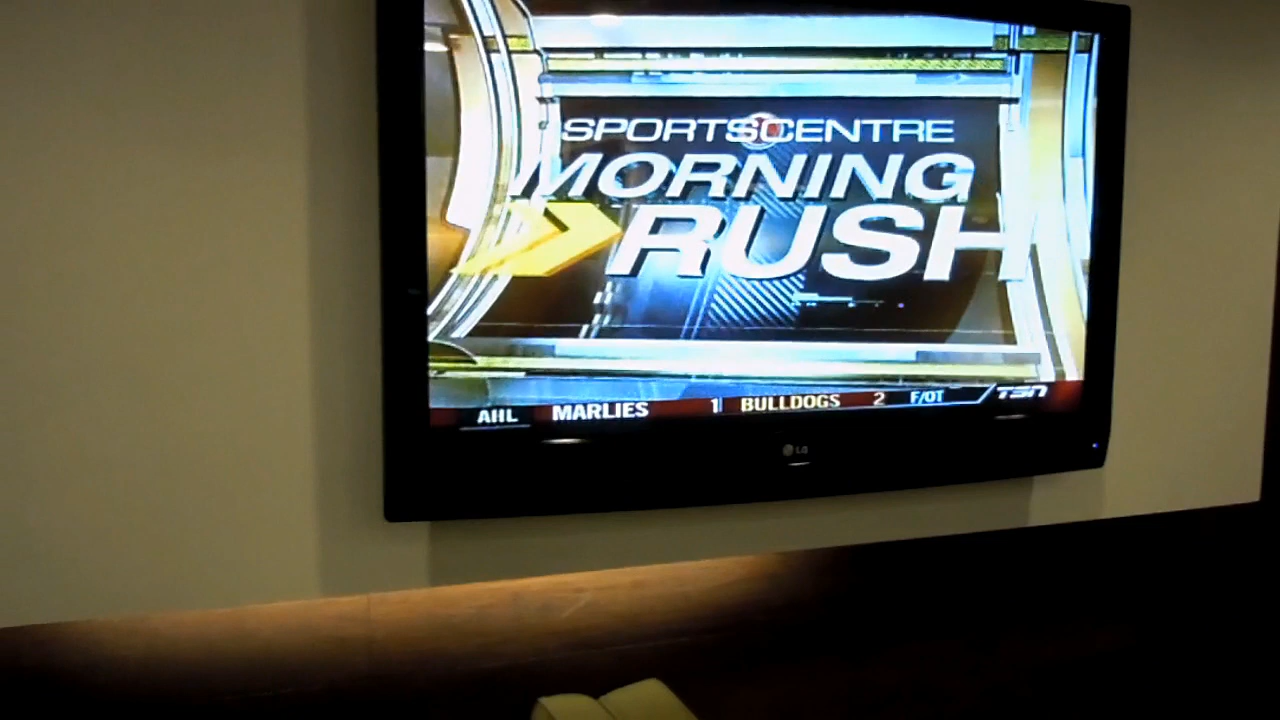 SPORTSCENTRE
MORNING
RUSH
AHL MARLIES 1 BULLDOGS 2 F/OT TSN
LG